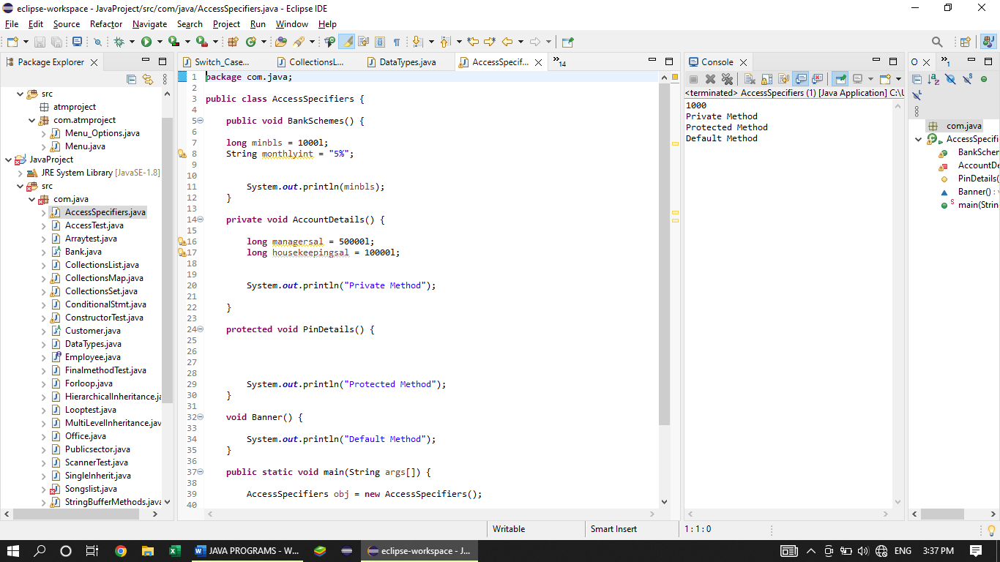 eclipse-workspace - JavaProject/src/com/java/AccessSpecifiers.java - Eclipse IDE
File Edit Source Refactor Navigate Search Project Run Window Help
Package Explorer
src
atmproject
com.atmproject
Menu_Options.java
Menu.java
JavaProject
JRE System Library [JavaSE-1.8]
src
com.java
AccessSpecifiers.java
AccessTest.java
Arraytest.java
Bank.java
CollectionsList.java
CollectionsMap.java
CollectionsSet.java
ConditionalStmt.java
ConstructorTest.java
Customer.java
DataTypes.java
Employee.java
FinalmethodTest.java
Forloop.java
HierarchicalInheritance.ja
Looptest.java
MultiLevelInheritance.jav
Office.java
Publicsector.java
ScannerTest.java
SingleInherit.java
Songslist.java
StringBufferMethods.java
Switch_Case... CollectionsL... DataTypes.java AccessSpecif... »14
1 package com.java;
2
3 public class AccessSpecifiers {
4
5 public void BankSchemes() {
6
7 long minbls = 1000l;
8 String monthlyint = "5%";
9
10
11 System.out.println(minbls);
12 }
13
14 private void AccountDetails() {
15
16 long managersal = 50000l;
17 long housekeepingsal = 10000l;
18
19
20 System.out.println("Private Method");
21
22 }
23
24 protected void PinDetails() {
25
26
27
28
29 System.out.println("Protected Method");
30 }
31
32 void Banner() {
33
34 System.out.println("Default Method");
35 }
36
37 public static void main(String args[]) {
38
39 AccessSpecifiers obj = new AccessSpecifiers();
40
Console
<terminated> AccessSpecifiers (1) [Java Application] C:\U
1000
Private Method
Protected Method
Default Method
O »1
com.java
AccessSpecifi
BankSchem
AccountDe
PinDetails(
Banner() : v
main(Strin
Writable Smart Insert 1 : 1 : 0
JAVA PROGRAMS - W... eclipse-workspace - J... ENG 3:37 PM